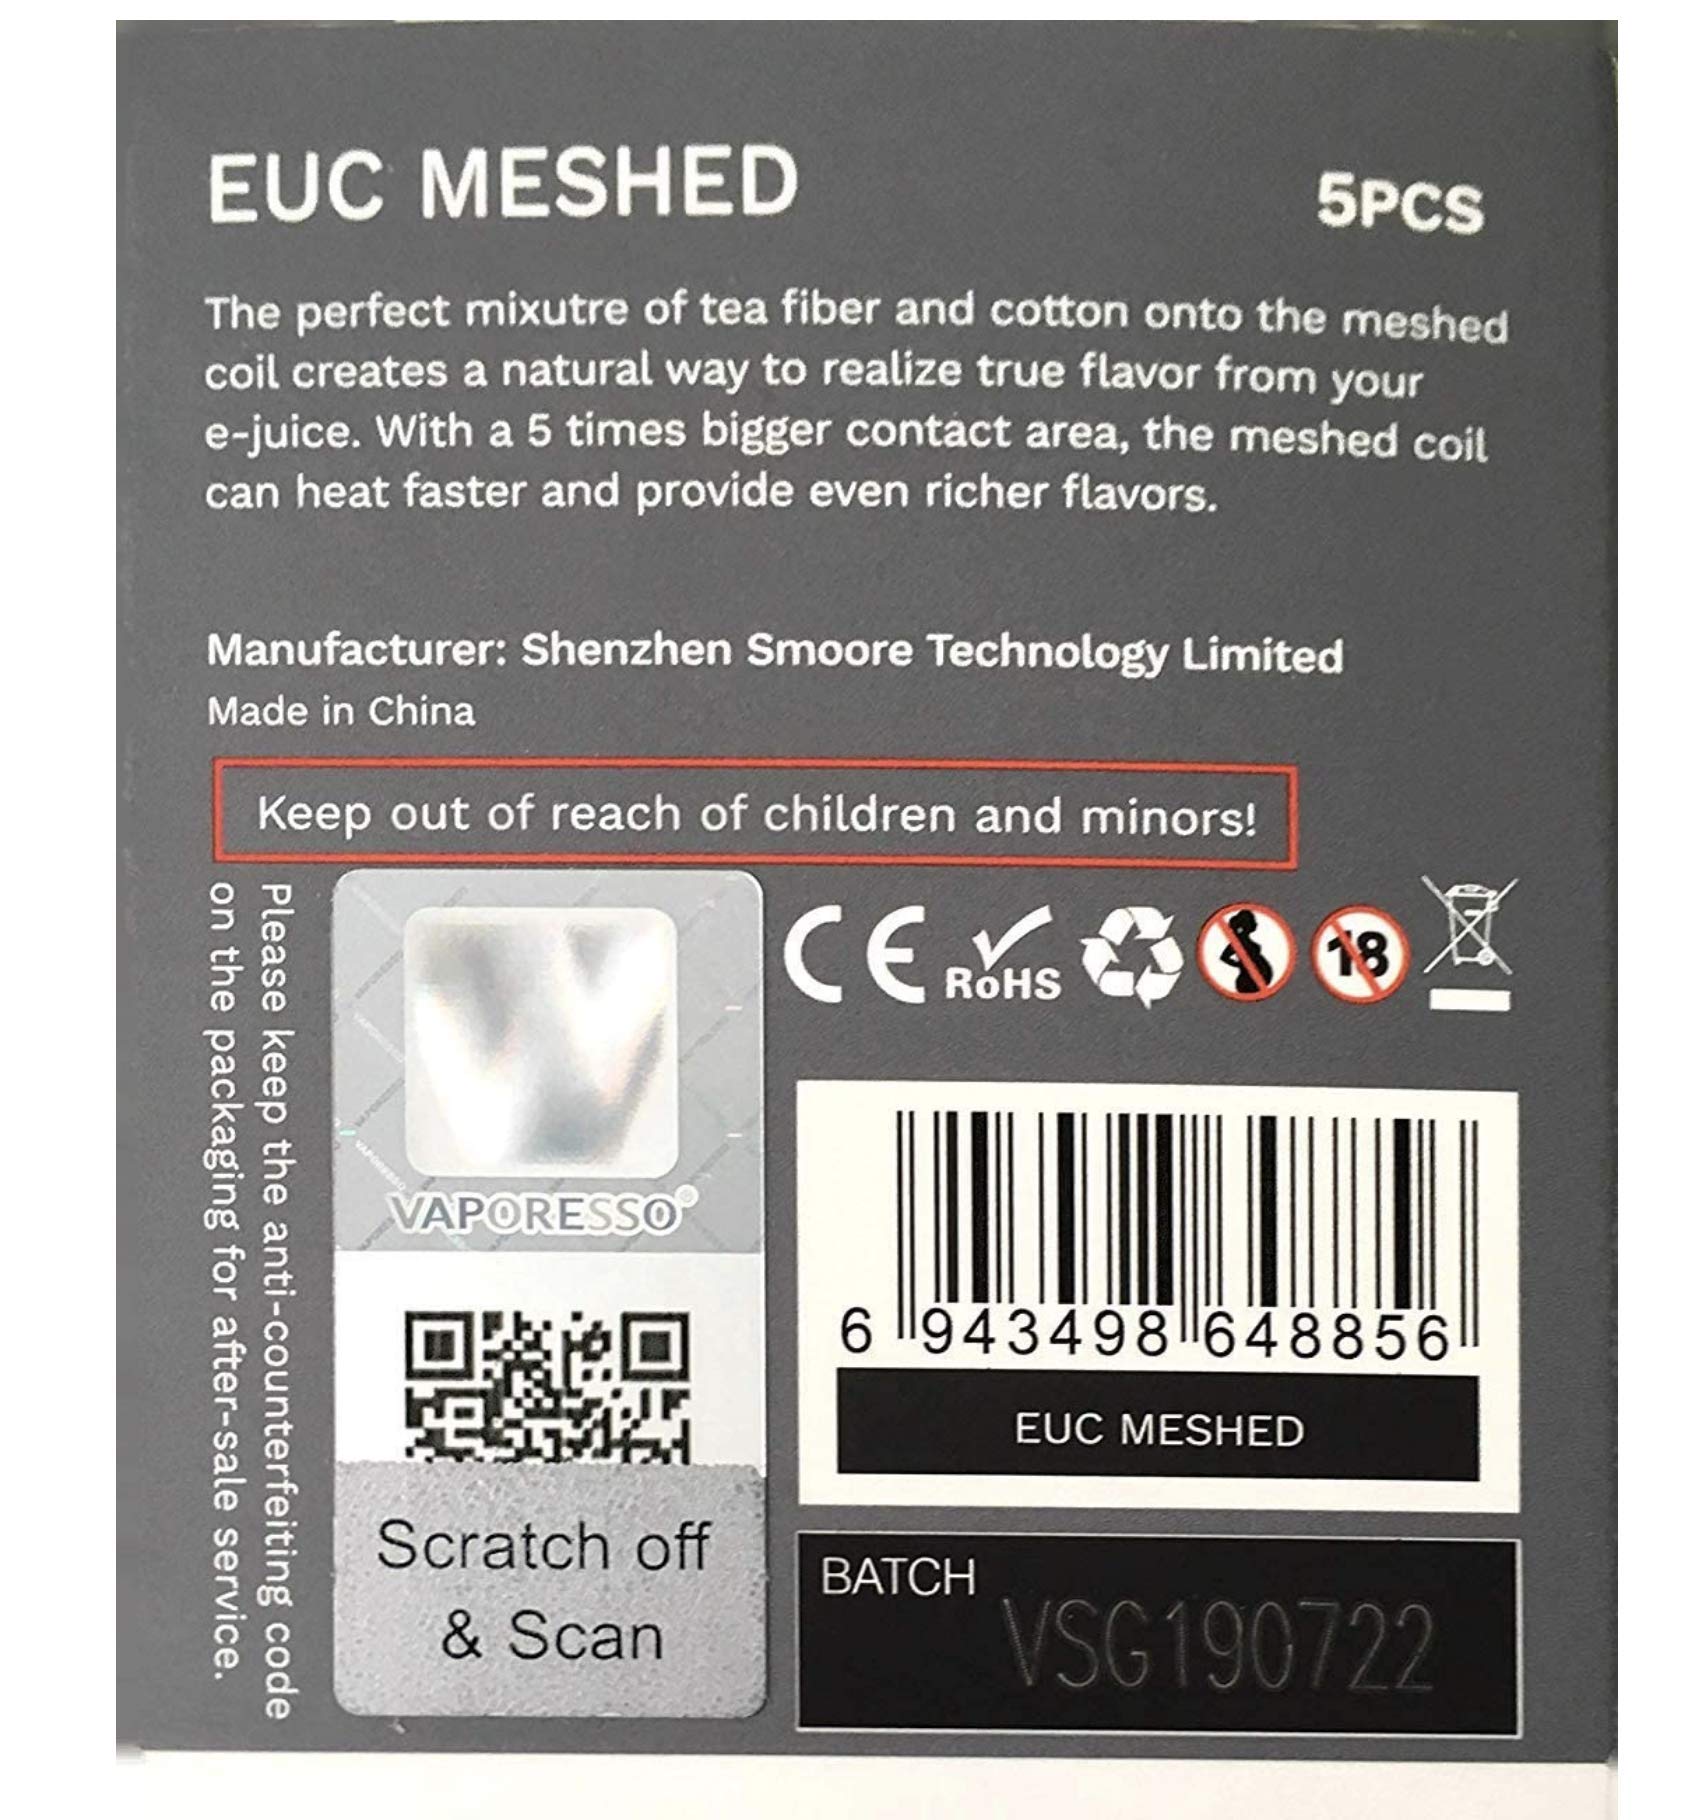 EUC MESHED
5PCS
The perfect mixutre of tea fiber and cotton onto the meshed
coil creates a natural way to realize true flavor from your
e-juice. With a 5 times bigger contact area, the meshed coil
can heat faster and provide even richer flavors.
Manufacturer: Shenzhen Smoore Technology Limited
Made in China
Keep out of reach of children and minors!
Please keep the anti-counterfeiting code
on the packaging for after-sale service.
VAPORESSO®
Scratch off
& Scan
CE
RoHS
18
6 943498 648856
EUC MESHED
BATCH
VSG190722